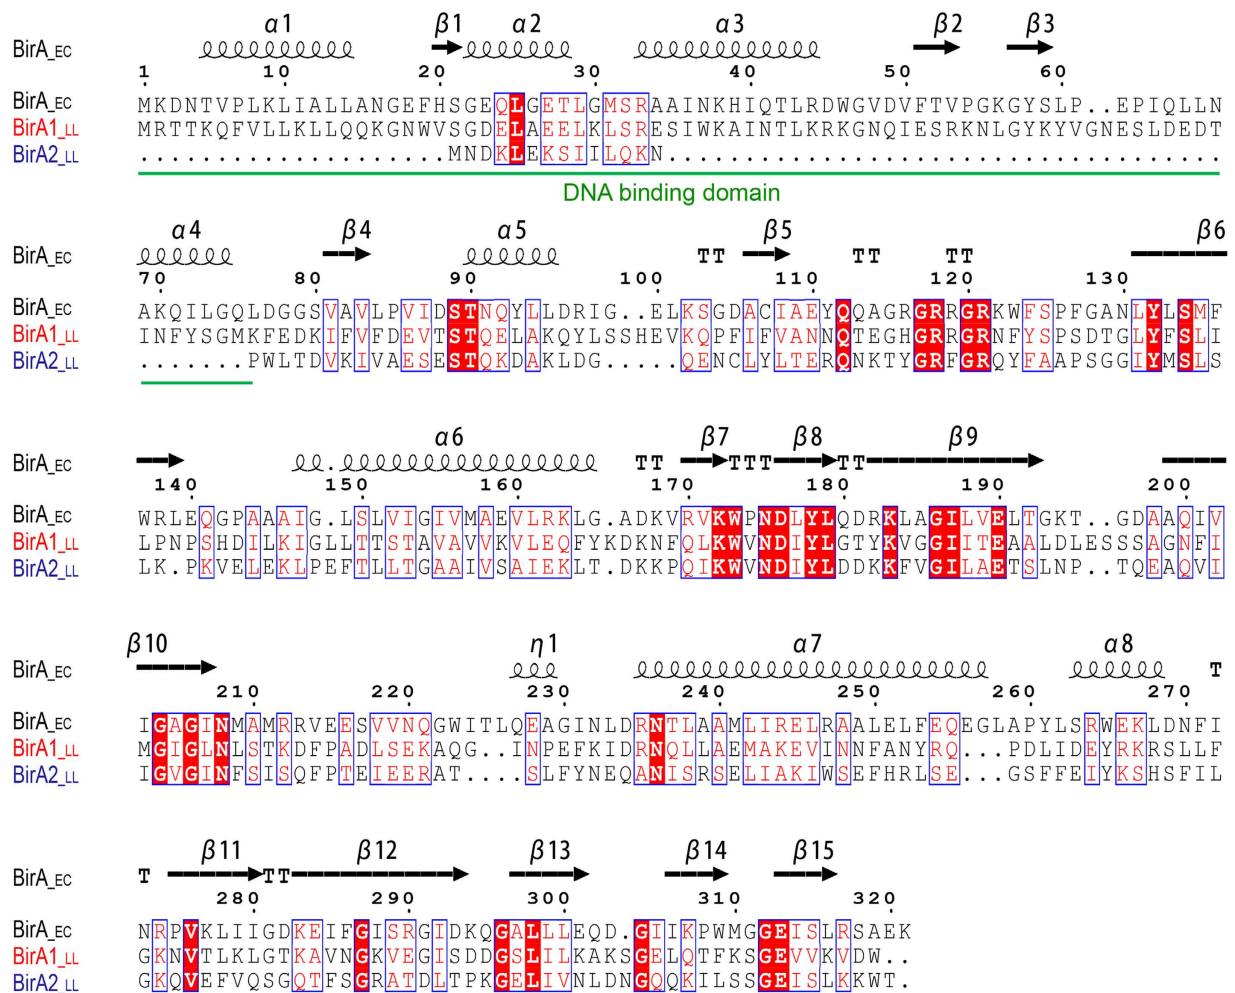 α1 β1 α2 α3 β2 β3
BirA_EC
1 10 20 30 40 50 60
BirA_EC MKDNTVPLKLIALLANGEFHSGEQLGETLGMSRAAINKHIQTLRDWGVDVFTVPGKGYSLP..EPIQLLN
BirA1_LL MRTTKQFVLLKLLQQKGNWVSGDELAEELKLSRESIWKAINTLKRKGNQIESRKNLGYKYVGNESLDEDT
BirA2_LL ....................MNDKLEKSIILQKN....................................
DNA binding domain
α4 β4 α5 β5 β6
BirA_EC TT TT TT
70 80 90 100 110 120 130
BirA_EC AKQILGQLDGGSVAVLPVIDSTNQYLLDRIG..ELKSGDACIAEYQQAGRGRRGRKWFSPFGANLYLSMF
BirA1_LL INFYSGMKFEDKIFVFDEVTSTQELAKQYLSSHEVKQPFIFVANNQTEGHGRRGRNFYSPSDTGLYFSLI
BirA2_LL .......PWLTDVKIVAESESTQKDAKLDG.....QENCLYLTERQNKTYGRFGRQYFAAPSGGIYMSLS
α6 β7 β8 β9
BirA_EC . TT TTT TT
140 150 160 170 180 190 200
BirA_EC WRLEQGPAAAIG.LSLVIGIVMAEVLRKLG.ADKVRVKWPNDLYLQDRKLAGILVELTGKT..GDAAQIV
BirA1_LL LPNPSHDILKIGLLTTSTAVAVVKVLEQFYKDKNFQLKWVNDIYLGTYKVGGIITEAALDLESSSAGNFI
BirA2_LL LK.PKVELEKLPEFTLLTGAAIVSAIEKLT.DKKPQIKWVNDIYLDDKKFVGILAETSLNP..TQEAQVI
β10 η1 α7 α8
BirA_EC T
210 220 230 240 250 260 270
BirA_EC IGAGINMAMRRVEESVVNQGWITLQEAGINLDRNTLAAMLIRELRAALELFEQEGLAPYLSRWEKLDNFI
BirA1_LL MGIGLNLSTKDFPADLSEKAQG..INPEFKIDRNQLLAEMAKEVINNFANYRQ...PDLIDEYRKRSLLF
BirA2_LL IGVGINFSISQFPTEIEERAT....SLFYNEQANISRSELIAKIWSEFHRLSE...GSFFEIYKSHSFIL
β11 β12 β13 β14 β15
BirA_EC T TT
280 290 300 310 320
BirA_EC NRPVKLIIGDKEIFGISRGIDKQGALLLEQD.GIIKPWMGGEISLRSAEK
BirA1_LL GKNVTLKLGTKAVNGKVEGISDDGSLILKAKSGELQTFKSGEVVKVDW..
BirA2_LL GKQVEFVQSGQTFSGRATDLTPKGELIVNLDNGQQKILSSGEISLKKWT.